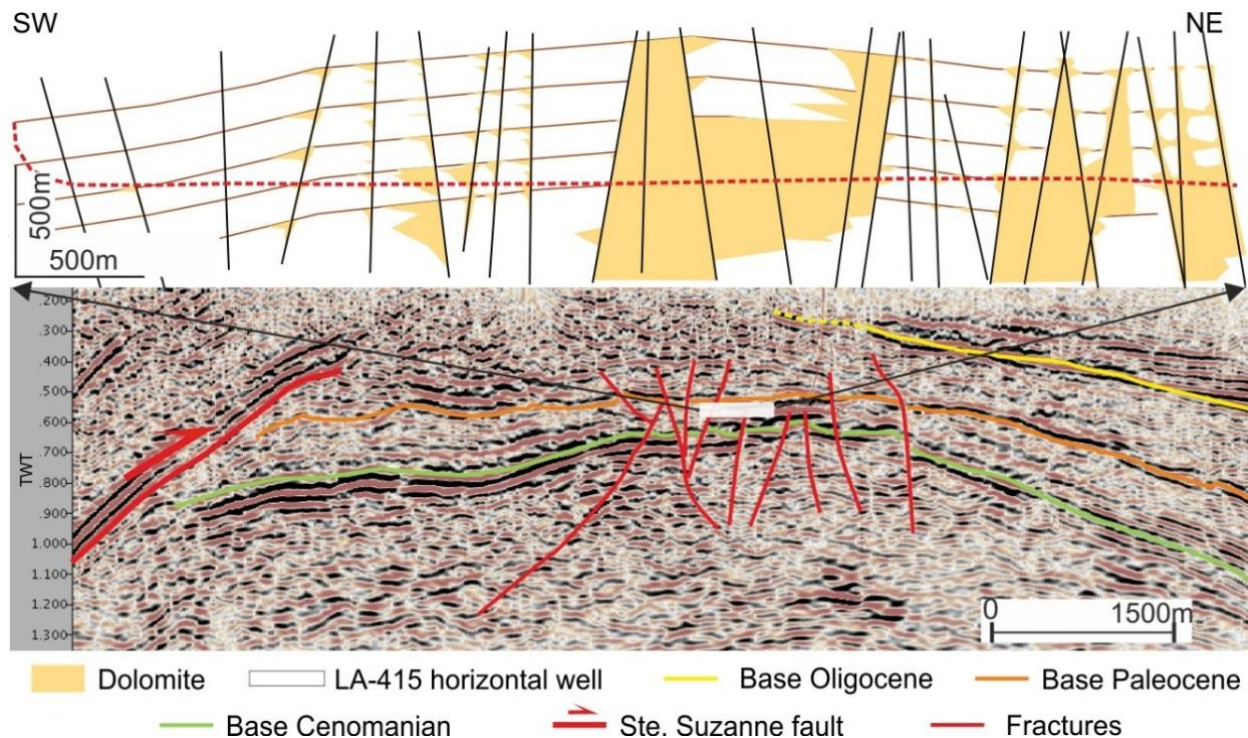 SW NE
500m
500m
.200
.300
.400
.500
.600
.700
.800
.900
1.000
1.100
1.200
1.300
TWT
0 1500m
Dolomite LA-415 horizontal well Base Oligocene Base Paleocene
Base Cenomanian Ste. Suzanne fault Fractures